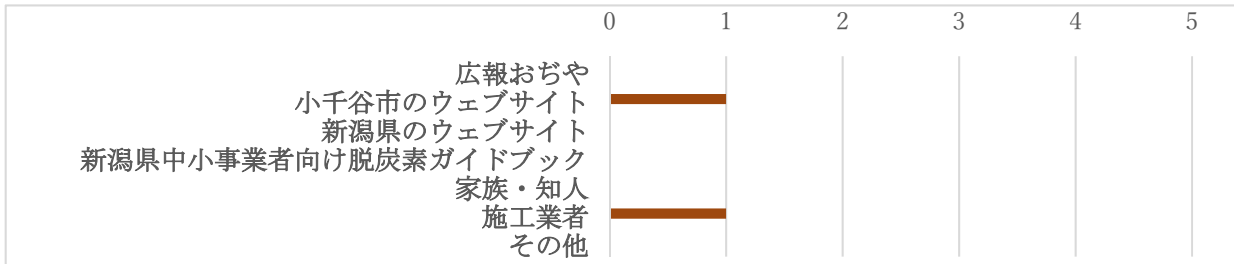 0 1 2 3 4 5
広報おぢや
小千谷市のウェブサイト
新潟県のウェブサイト
新潟県中小事業者向け脱炭素ガイドブック
家族・知人
施工業者
その他